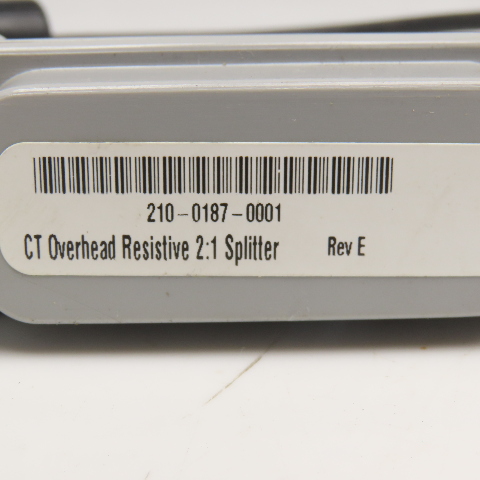 210-0187-0001
CT Overhead Resistive 2:1 Splitter Rev E